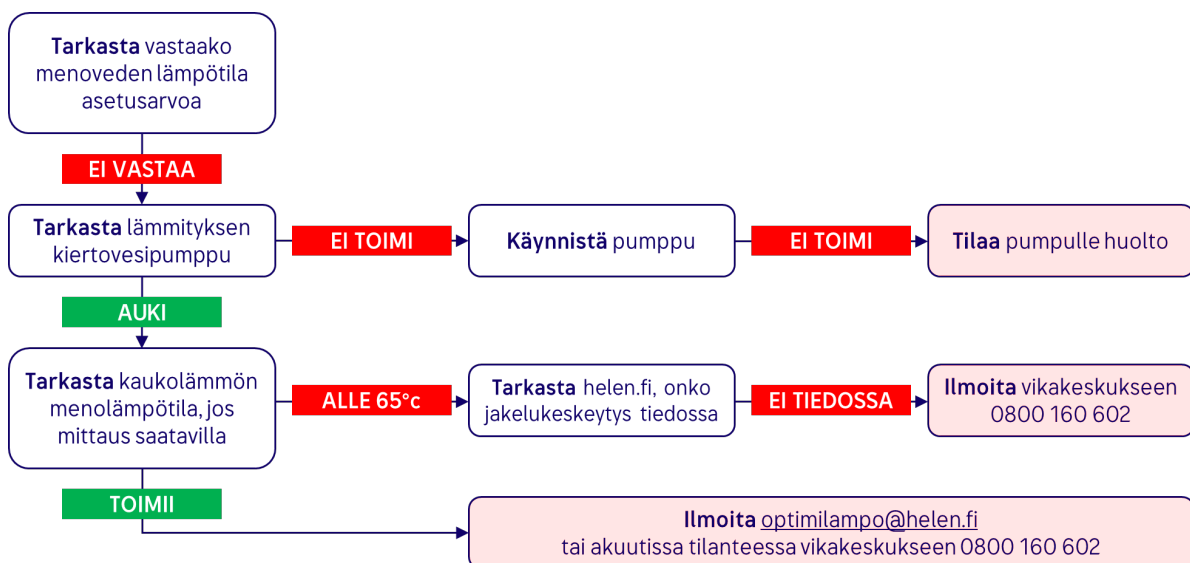 Tarkasta vastaako
menoveden lämpötila
asetusarvoa
EI VASTAA
Tarkasta lämmityksen
kiertovesipumppu
EI TOIMI
Käynnistä pumppu
EI TOIMI
Tilaa pumpulle huolto
AUKI
Tarkasta kaukolämmön
menolämpötila, jos
mittaus saatavilla
ALLE 65°c
Tarkasta helen.fi, onko
jakelukeskeytys tiedossa
EI TIEDOSSA
Ilmoita vikakeskukseen
0800 160 602
TOIMII
Ilmoita optimilampo@helen.fi
tai akuutissa tilanteessa vikakeskukseen 0800 160 602